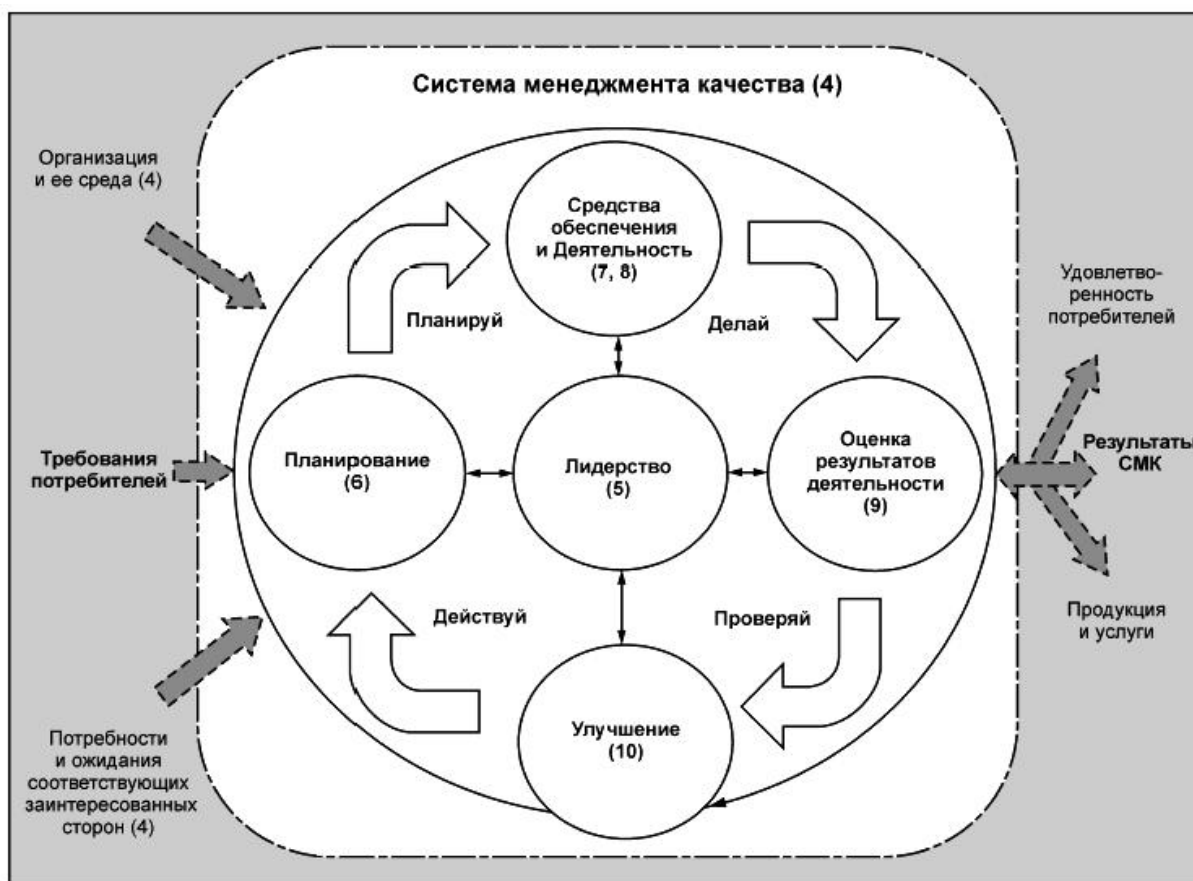 Система менеджмента качества (4)
Организация
и ее среда (4)
Средства
обеспечения
и Деятельность
(7, 8)
Планируй
Делай
Удовлетво-
ренность
потребителей
Требования
потребителей
Планирование
(6)
Лидерство
(5)
Оценка
результатов
деятельности
(9)
Результаты
СМК
Действуй
Проверяй
Продукция
и услуги
Улучшение
(10)
Потребности
и ожидания
соответствующих
заинтересованных
сторон (4)